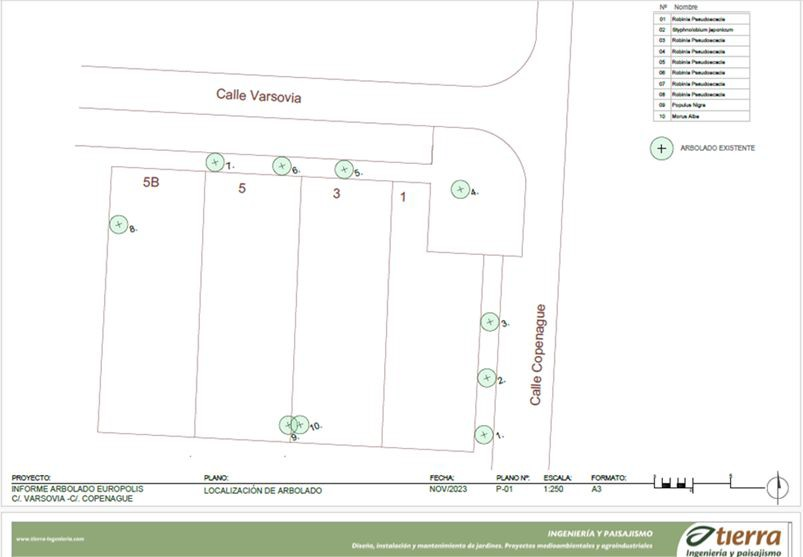 Nº Nombre
01 Robinia Pseudoacacia
02 Styphnolobium japonicum
03 Robinia Pseudoacacia
04 Robinia Pseudoacacia
05 Robinia Pseudoacacia
06 Robinia Pseudoacacia
07 Robinia Pseudoacacia
08 Robinia Pseudoacacia
09 Populus Nigra
10 Morus Alba
ARBOLADO EXISTENTE
Calle Varsovia
7.
6.
5.
4.
5B
5
3
1
8.
3.
Calle Copenague
2.
10.
9.
1.
PROYECTO:
INFORME ARBOLADO EUROPOLIS
C/. VARSOVIA -C/. COPENAGUE
PLANO:
LOCALIZACIÓN DE ARBOLADO
FECHA:
NOV/2023
PLANO Nº:
P-01
ESCALA:
1:250
FORMATO:
A3
www.tierra-ingenieria.com
INGENIERÍA Y PAISAJISMO
Diseño, instalación y mantenimiento de jardines. Proyectos medioambientales y agroindustriales
tierra
Ingeniería y paisajismo